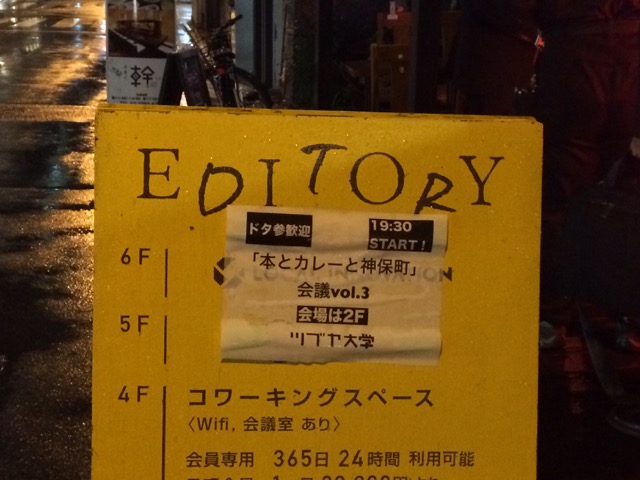 幹
EDITORY
ドタ参歓迎
19:30
START!
「本とカレーと神保町」
会議vol.3
会場は2F
ツブヤ大学
6F
5F
4F
コワーキングスペース
〈Wifi, 会議室 あり〉
会員専用 365日 24時間 利用可能